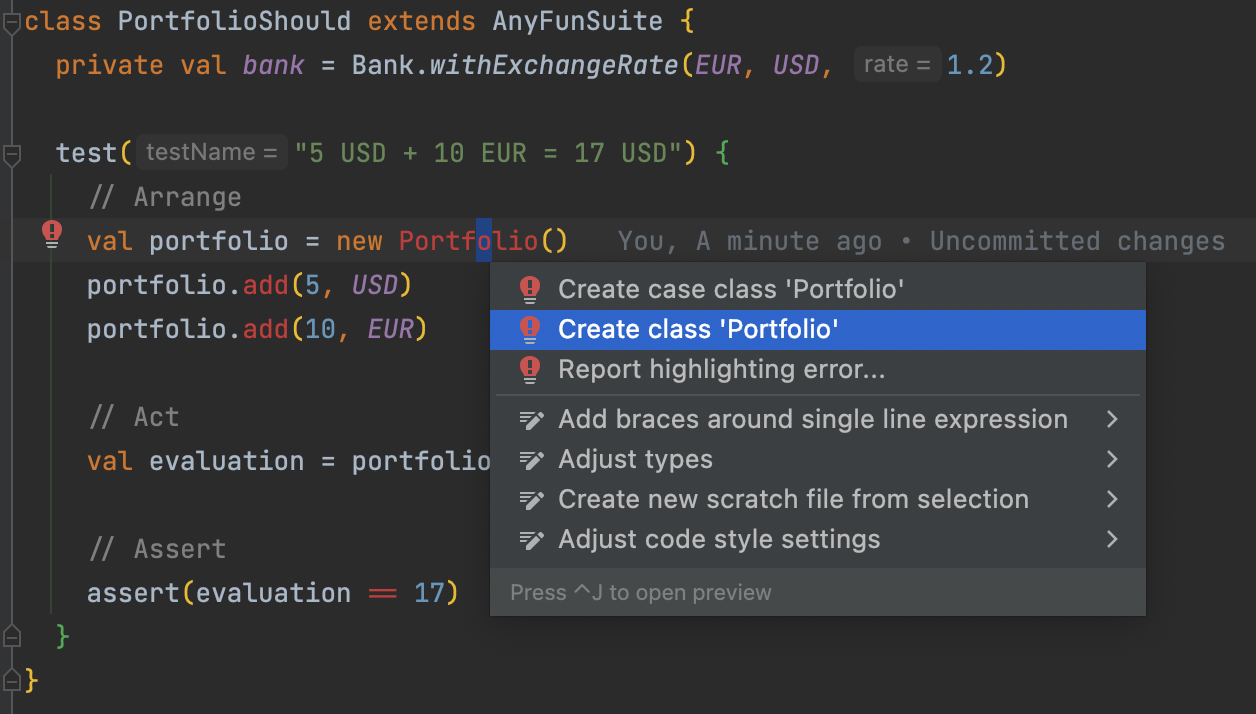 class PortfolioShould extends AnyFunSuite {
private val bank = Bank.withExchangeRate(EUR, USD, rate = 1.2)
test( testName = "5 USD + 10 EUR = 17 USD") {
// Arrange
val portfolio = new Portfolio() You, A minute ago • Uncommitted changes
portfolio.add(5, USD)
portfolio.add(10, EUR)
// Act
val evaluation = portfolio
// Assert
assert(evaluation == 17)
}
}
Create case class 'Portfolio'
Create class 'Portfolio'
Report highlighting error...
Add braces around single line expression
Adjust types
Create new scratch file from selection
Adjust code style settings
Press ^J to open preview